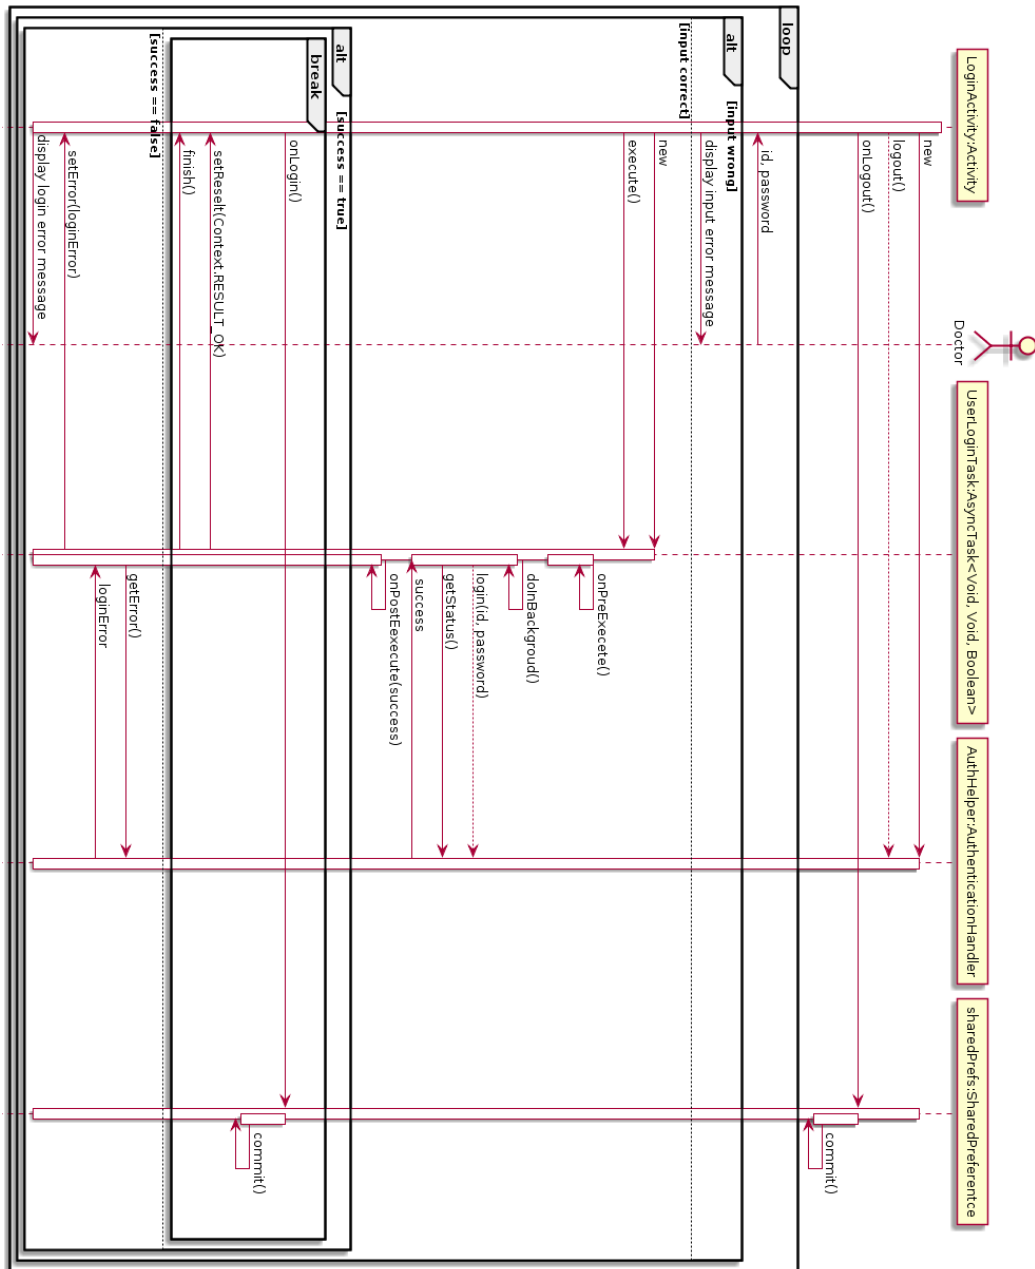 LoginActivity:Activity
Doctor
UserLoginTask:AsyncTask<Void, Void, Boolean>
AuthHelper:AuthenticationHandler
sharedPrefs:SharedPreferentce
new
logout()
onLogout()
commit()
loop
id, password
alt
[input wrong]
display input error message
[input correct]
new
execute()
onPreExecete()
doInBackgroud()
login(id, password)
getStatus()
success
onPostEexecute(success)
alt
[success == true]
break
onLogin()
commit()
setReselt(Context.RESULT_OK)
finish()
[success == false]
getError()
loginError
setError(loginError)
display login error message